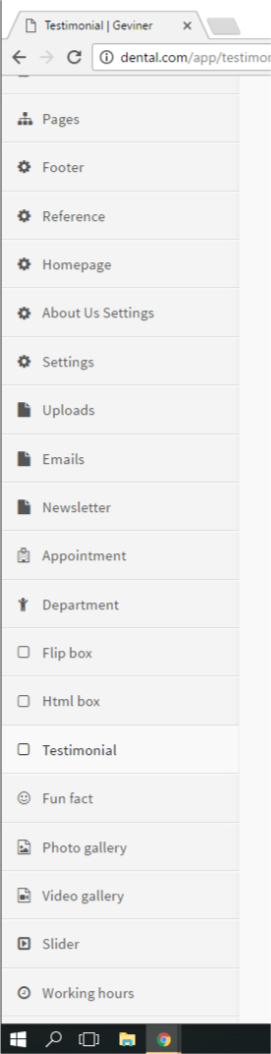 Testimonial | Geviner
dental.com/app/testimor
Pages
Footer
Reference
Homepage
About Us Settings
Settings
Uploads
Emails
Newsletter
Appointment
Department
Flip box
Html box
Testimonial
Fun fact
Photo gallery
Video gallery
Slider
Working hours